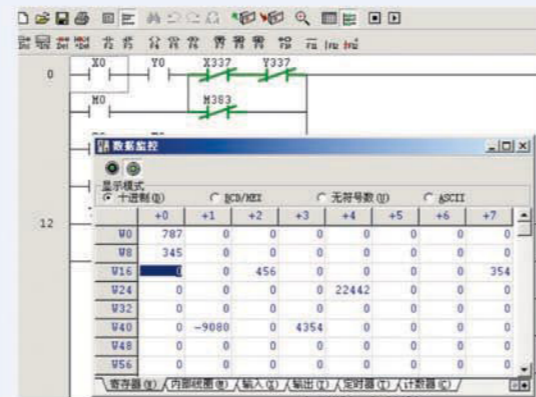 X0 Y0 X337 Y337
0
M0 M363
数据监控
显示模式
十进制(D) BCD/HEX 无符号数(U) ASCII
+0 +1 +2 +3 +4 +5 +6 +7
12
V0 787 0 0 0 0 0 0 0
V8 345 0 0 0 0 0 0 0
V16 0 0 456 0 0 0 0 354
V24 0 0 0 0 22442 0 0 0
V32 0 0 0 0 0 0 0 0
V40 0 -9080 0 4354 0 0 0 0
V48 0 0 0 0 0 0 0 0
V56 0 0 0 0 0 0 0 0
寄存器(R) 内部线圈(M) 输入(I) 输出(Y) 定时器(T) 计数器(C)